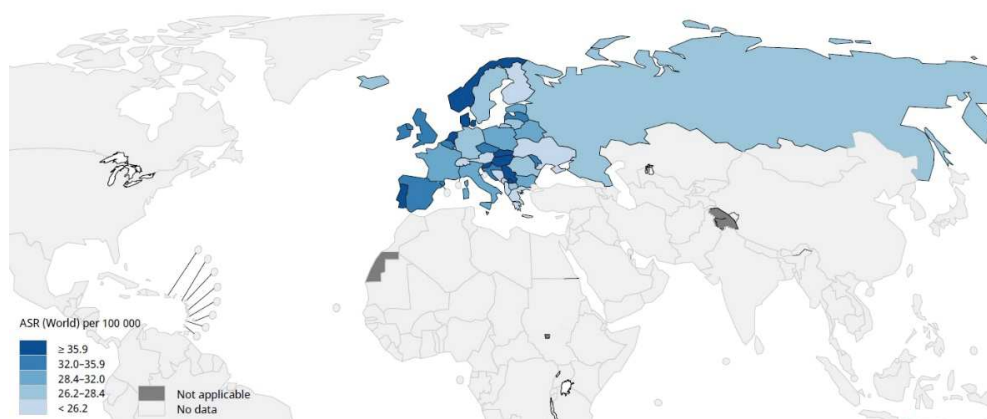 ASR (World) per 100 000
≥ 35.9
32.0–35.9
28.4–32.0
26.2–28.4
< 26.2
Not applicable
No data